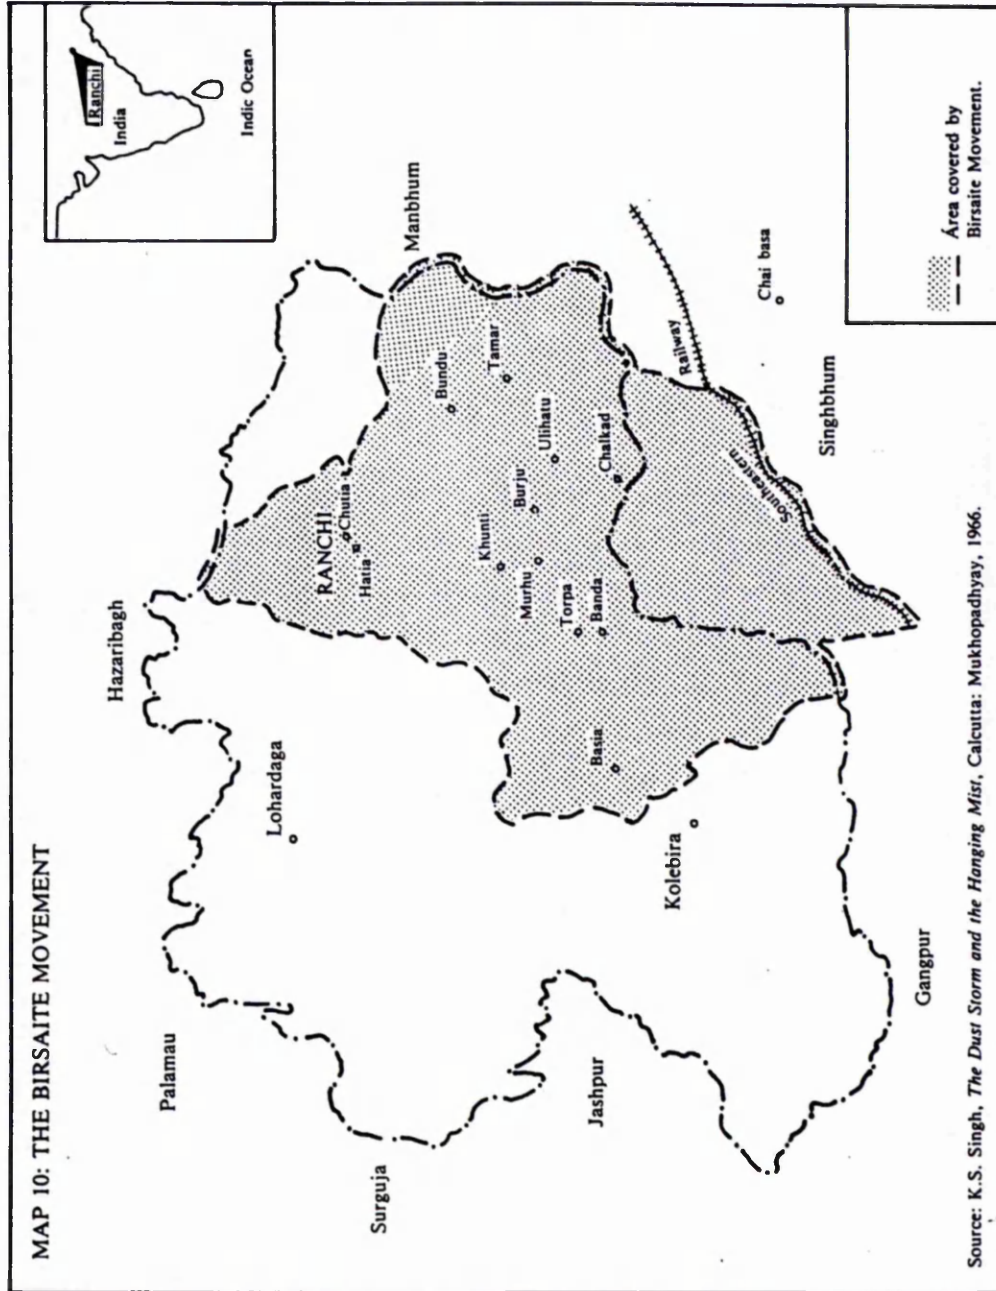 MAP 10: THE BIRSAITE MOVEMENT
Ranchi
India
Indic Ocean
Hazaribagh
Palamau
Lohardaga
Manbhum
Surguja
RANCHI
Chutia
Hatia
Bundu
Tamar
Khunti
Burju
Ulihatu
Murhu
Torpa
Banda
Chalkad
Basia
Jashpur
Kolebira
Railway
Southeastern
Chai basa
Singhbhum
Gangpur
Área covered by
Birsaite Movement.
Source: K.S. Singh, The Dust Storm and the Hanging Mist, Calcutta: Mukhopadhyay, 1966.